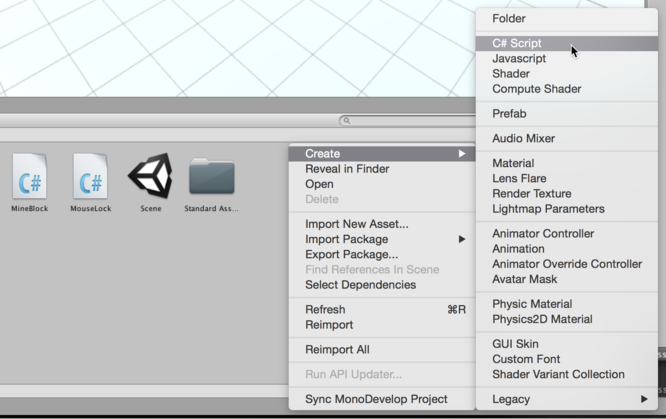 MineBlock
MouseLock
Scene
Standard Ass...
Create
Reveal in Finder
Open
Delete
Import New Asset...
Import Package
Export Package...
Find References In Scene
Select Dependencies
Refresh ⌘R
Reimport
Reimport All
Run API Updater...
Sync MonoDevelop Project
Folder
C# Script
Javascript
Shader
Compute Shader
Prefab
Audio Mixer
Material
Lens Flare
Render Texture
Lightmap Parameters
Animator Controller
Animation
Animator Override Controller
Avatar Mask
Physic Material
Physics2D Material
GUI Skin
Custom Font
Shader Variant Collection
Legacy
C#
C#